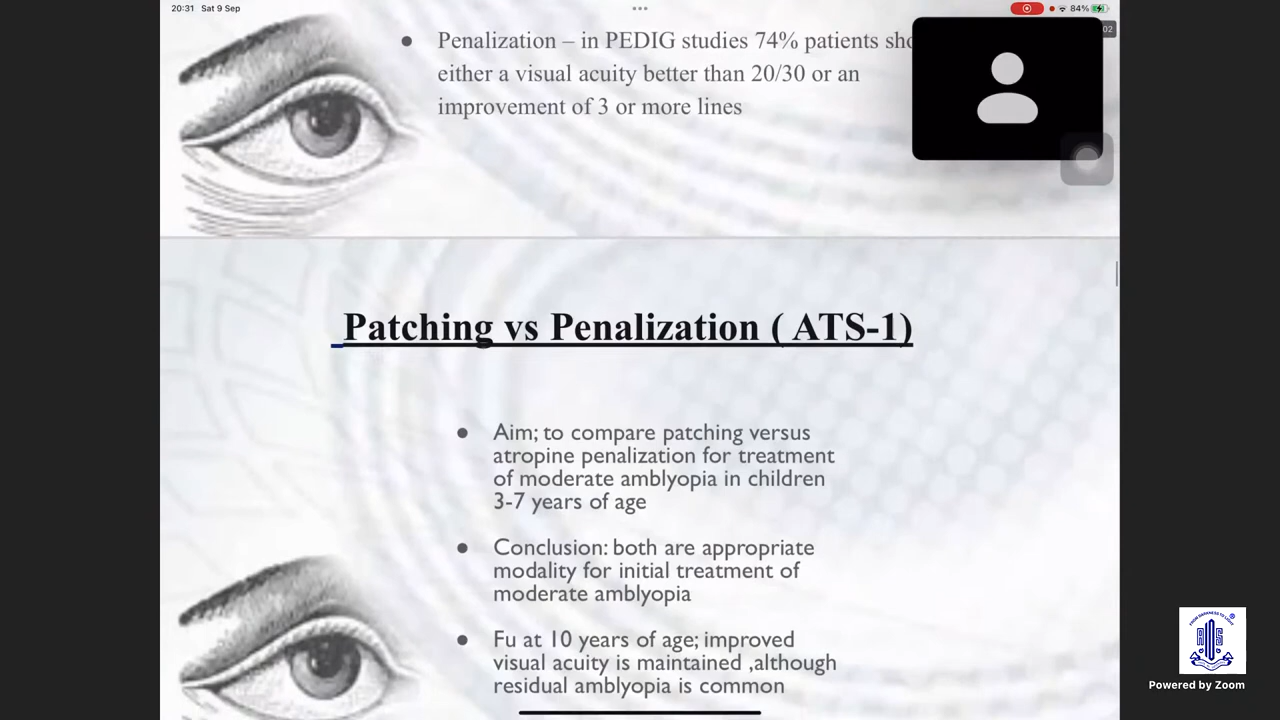 20:31 Sat 9 Sep
84%
02
● Penalization – in PEDIG studies 74% patients
either a visual acuity better than 20/30 or an
improvement of 3 or more lines
Patching vs Penalization ( ATS-1)
● Aim; to compare patching versus
atropine penalization for treatment
of moderate amblyopia in children
3-7 years of age
● Conclusion: both are appropriate
modality for initial treatment of
moderate amblyopia
● Fu at 10 years of age; improved
visual acuity is maintained ,although
residual amblyopia is common
Powered by Zoom